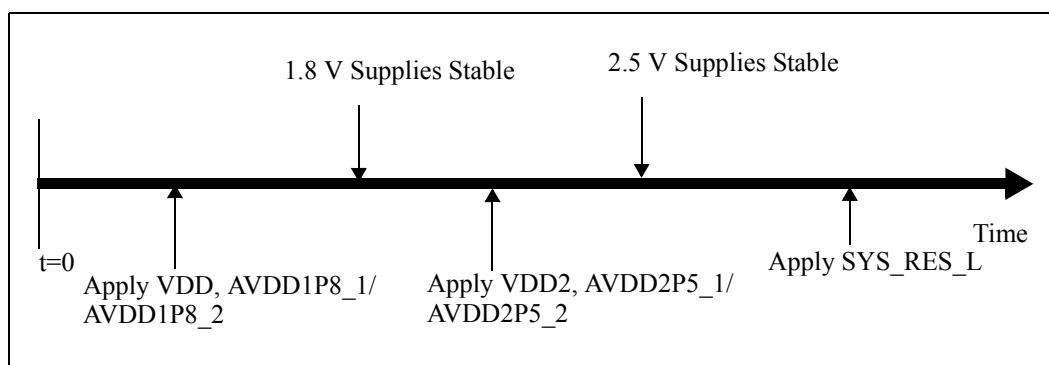 1.8 V Supplies Stable
2.5 V Supplies Stable
Time
t=0
Apply VDD, AVDD1P8_1/
AVDD1P8_2
Apply VDD2, AVDD2P5_1/
AVDD2P5_2
Apply SYS_RES_L